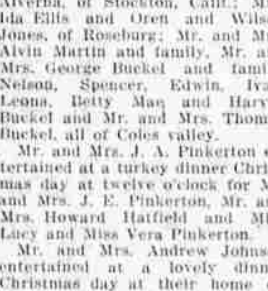 Alverna, of Stockton, Calif.; M
Ida Ellis and Oren and Wils
Jones, of Roseburg; Mr. and M
Alvin Martin and family, Mr. a
Mrs. George Buckel and fami
Nelson, Spencer, Edwin, Iva
Leona, Betty Mae and Harv
Buckel and Mr. and Mrs. Thom
Buckel, all of Coles valley.
Mr. and Mrs. J. A. Pinkerton e
tertained at a turkey dinner Chri
mas day at twelve o'clock for M
and Mrs. J. E. Pinkerton, Mr. a
Mrs. Howard Hatfield and M
Lucy and Miss Vera Pinkerton.
Mr. and Mrs. Andrew Johns
entertained at a lovely dinn
Christmas day at their home